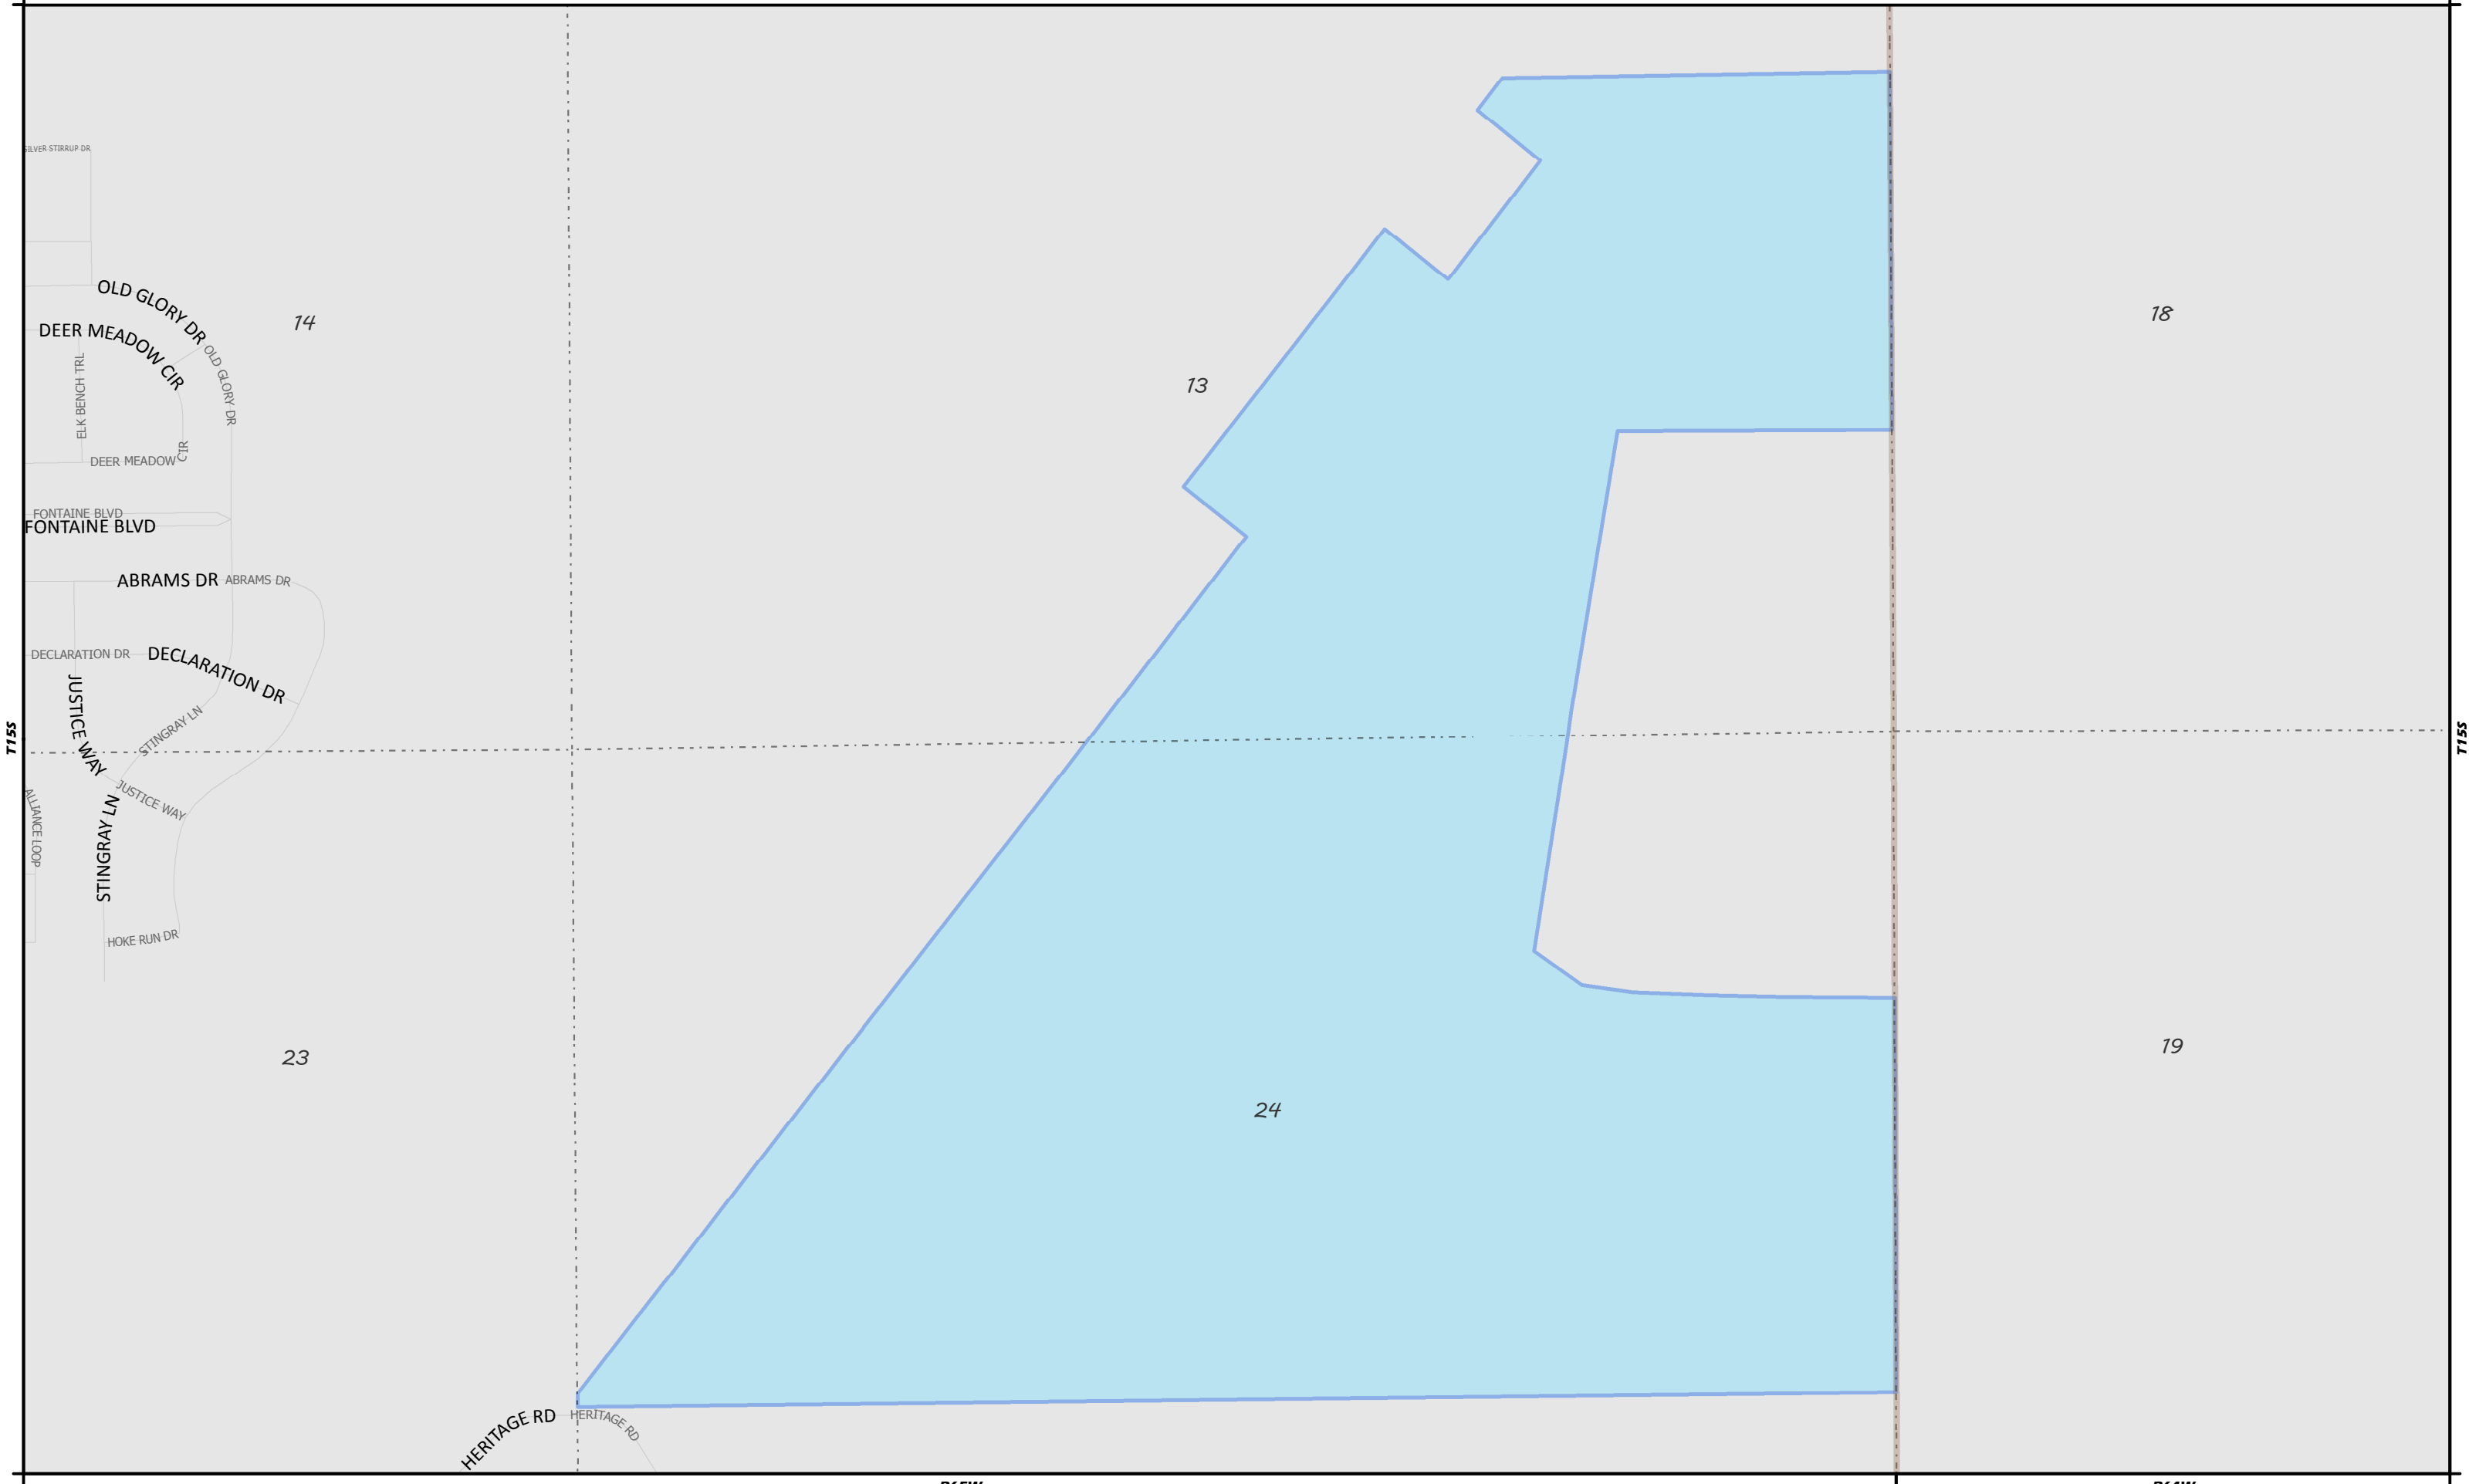 SILVER STIRRUP DR
OLD GLORY DR
14
18
DEER MEADOW CIR
OLD GLORY DR
ELK BENCH TRL
13
DEER MEADOW CIR
FONTAINE BLVD
FONTAINE BLVD
ABRAMS DR
ABRAMS DR
DECLARATION DR
DECLARATION DR
JUSTICE WAY
STINGRAY LN
T15S
T15S
JUSTICE WAY
ALLIANCE LOOP
STINGRAY LN
HOKE RUN DR
23
19
24
HERITAGE RD
HERITAGE RD